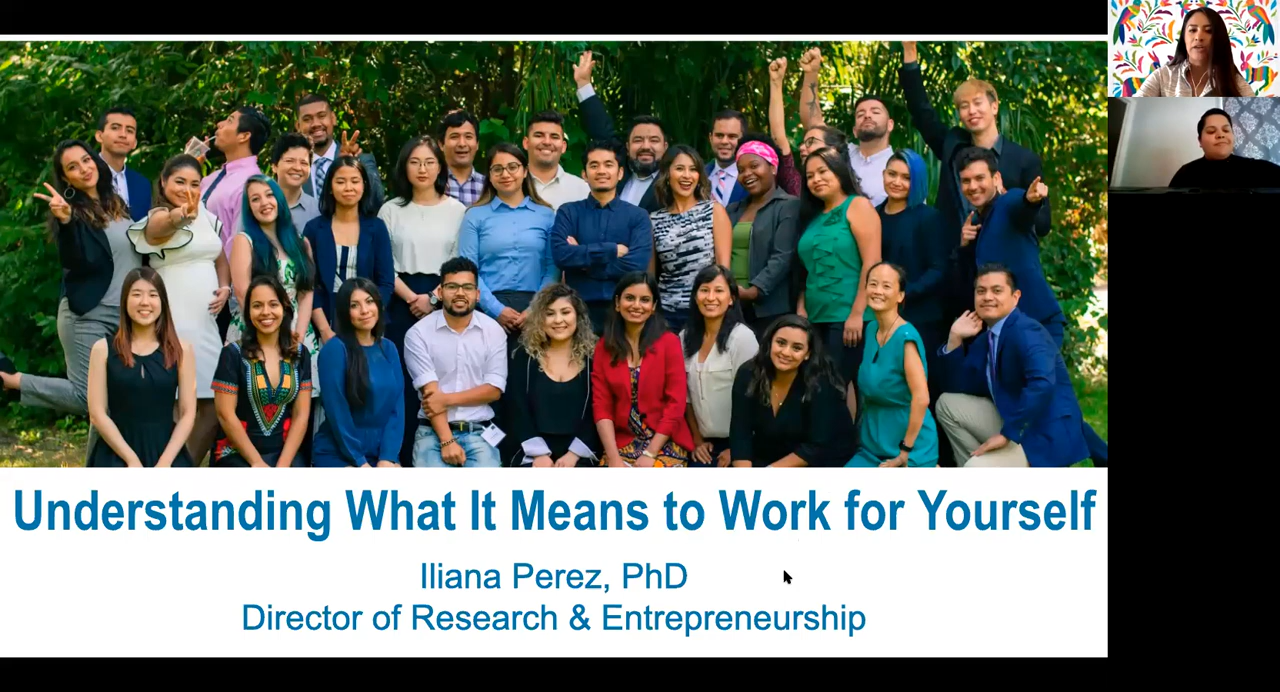 Understanding What It Means to Work for Yourself
Iliana Perez, PhD
Director of Research & Entrepreneurship